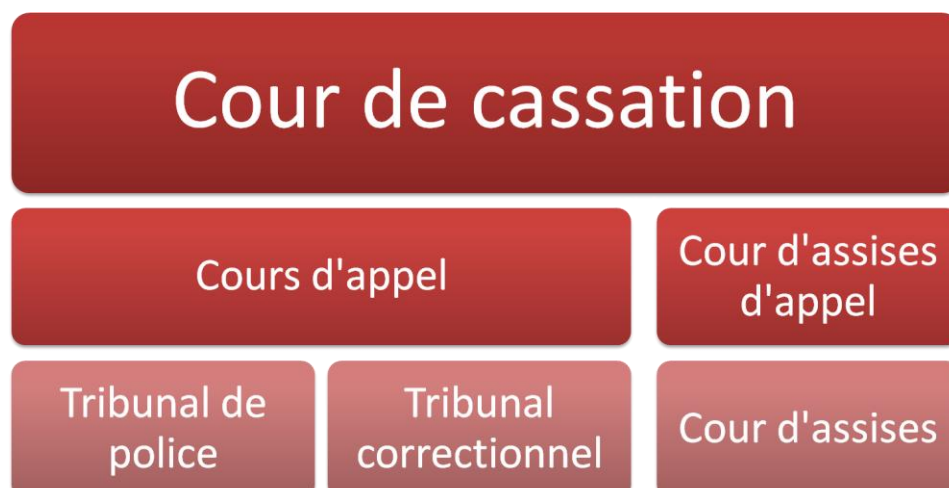 Cour de cassation
Cours d'appel
Cour d'assises
d'appel
Tribunal de
police
Tribunal
correctionnel
Cour d'assises